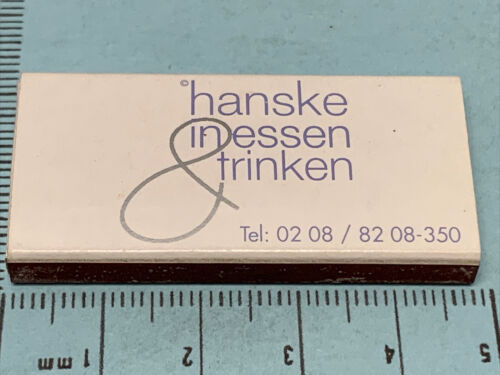 © hanske
in essen
& trinken
Tel: 02 08 / 82 08-350
mm 1 2 3 4 5